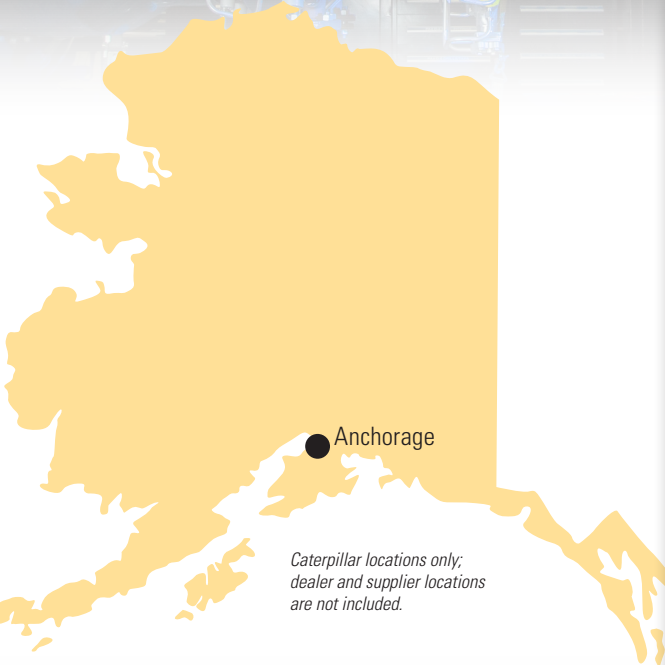 Anchorage
Caterpillar locations only;
dealer and supplier locations
are not included.